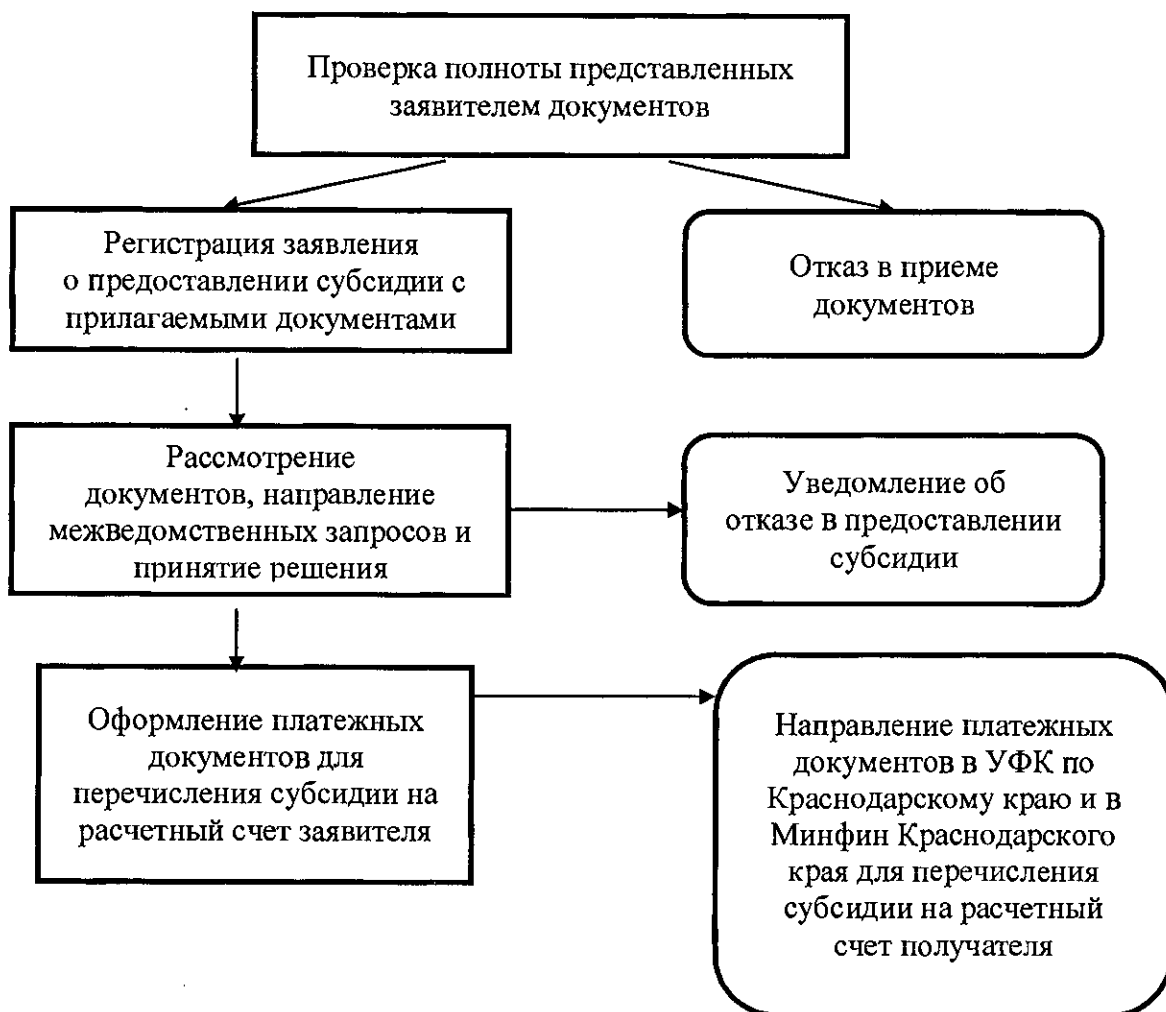 Проверка полноты представленных
заявителем документов
Регистрация заявления
о предоставлении субсидии с
прилагаемыми документами
Отказ в приеме
документов
Рассмотрение
документов, направление
межведомственных запросов и
принятие решения
Уведомление об
отказе в предоставлении
субсидии
Оформление платежных
документов для
перечисления субсидии на
расчетный счет заявителя
Направление платежных
документов в УФК по
Краснодарскому краю и в
Минфин Краснодарского
края для перечисления
субсидии на расчетный
счет получателя